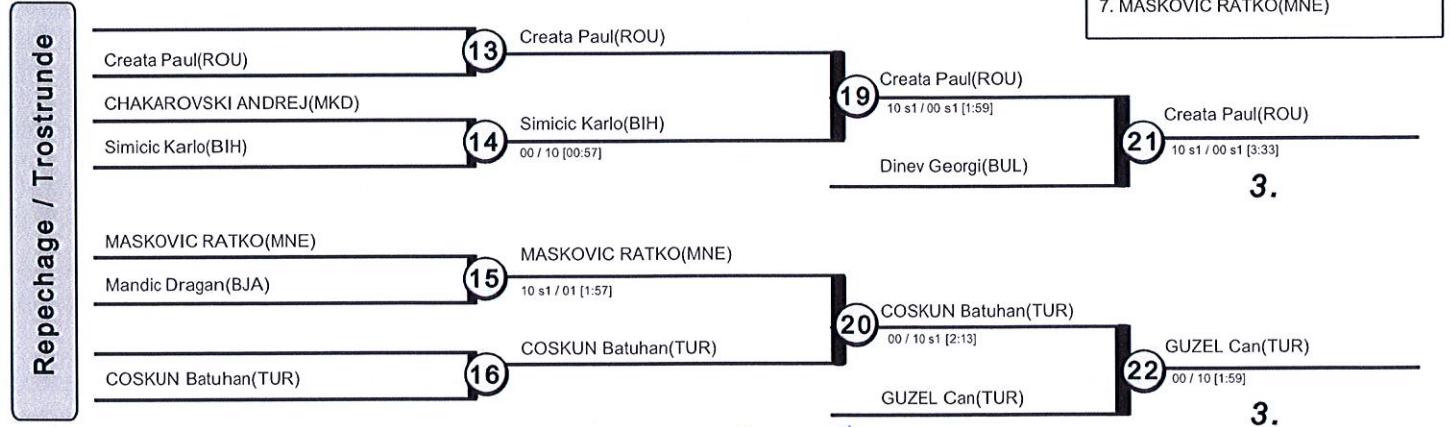 7. MASKOVIC RATKO(MNE)
Repechage / Trostrunde
Creata Paul(ROU)
13
Creata Paul(ROU)
CHAKAROVSKI ANDREJ(MKD)
Simicic Karlo(BIH)
14
Simicic Karlo(BIH)
00 / 10 [00:57]
19
Creata Paul(ROU)
10 s1 / 00 s1 [1:59]
Dinev Georgi(BUL)
21
Creata Paul(ROU)
10 s1 / 00 s1 [3:33]
3.
MASKOVIC RATKO(MNE)
Mandic Dragan(BJA)
15
MASKOVIC RATKO(MNE)
10 s1 / 01 [1:57]
COSKUN Batuhan(TUR)
16
COSKUN Batuhan(TUR)
20
COSKUN Batuhan(TUR)
00 / 10 s1 [2:13]
GUZEL Can(TUR)
22
GUZEL Can(TUR)
00 / 10 [1:59]
3.